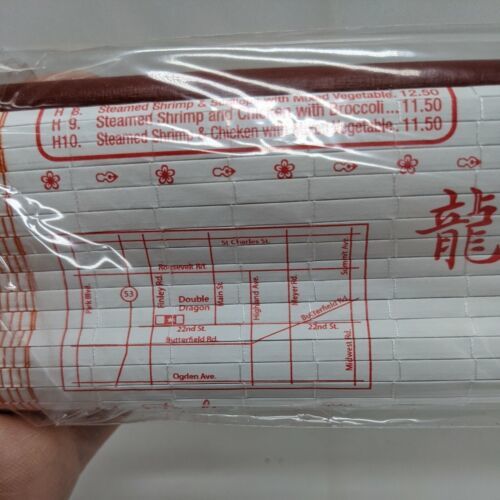 H 8. Steamed Shrimp & Scallops with Mixed Vegetable. 12.50
H 9. Steamed Shrimp and Chicken with Broccoli... 11.50
H10. Steamed Shrimp & Chicken with Vegetable. 11.50
龍
St Charles St.
Roosevelt Rd.
Park Blvd.
53
Finley Rd.
Double
Dragon
Main St.
Highland Ave.
Meyer Rd.
Summit Ave.
Butterfield Rd.
22nd St.
22nd St.
Butterfield Rd.
Midwest Rd.
Ogden Ave.